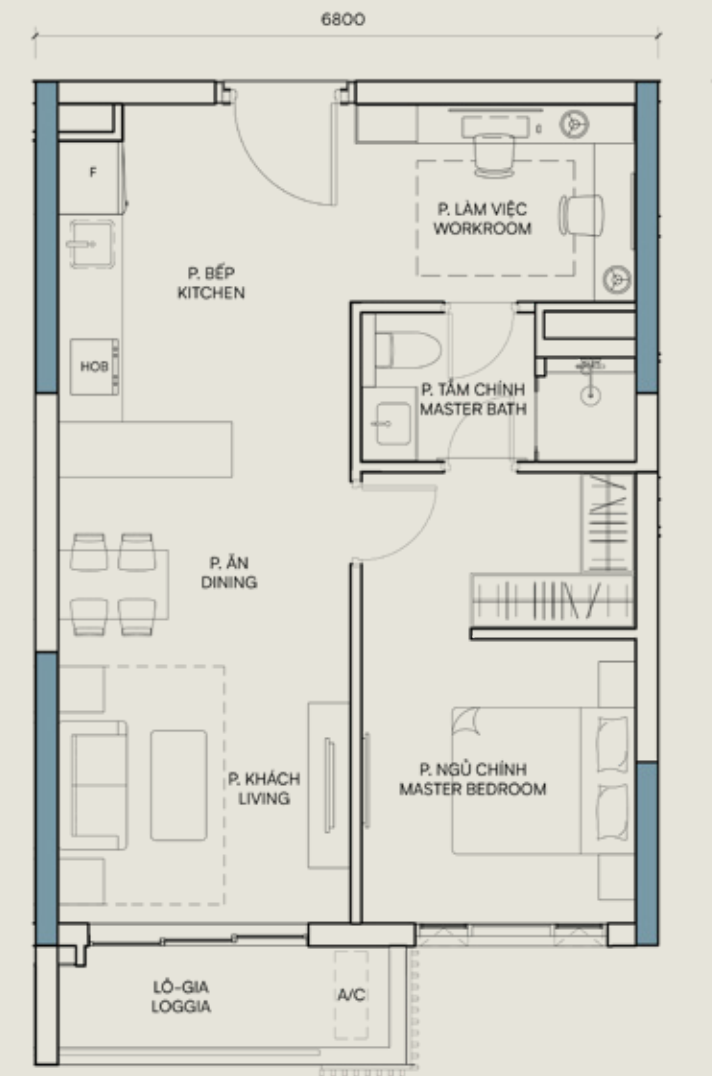 6800
F
P. LÀM VIỆC
WORKROOM
P. BẾP
KITCHEN
HOB
P. TẮM CHÍNH
MASTER BATH
P. ĂN
DINING
P. KHÁCH
LIVING
P. NGỦ CHÍNH
MASTER BEDROOM
LÔ-GIA
LOGGIA
A/C